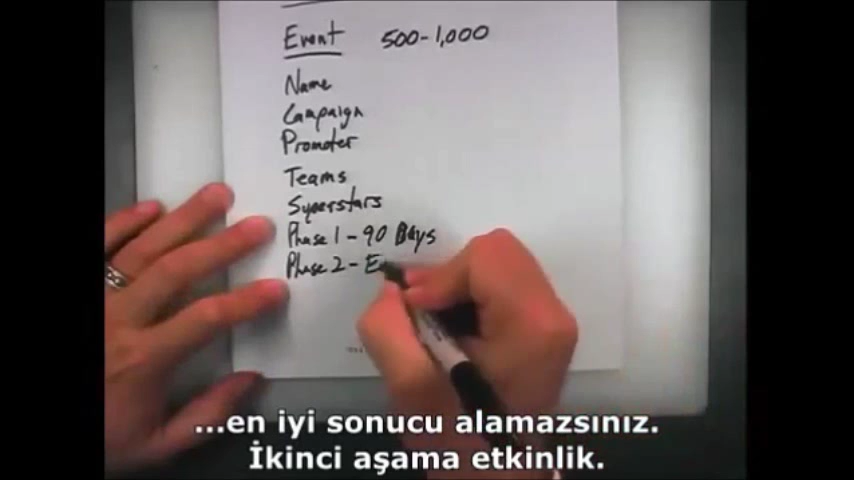 Event 500-1,000
Name
Campaign
Promoter
Teams
Superstars
Phase 1 - 90 Days
Phase 2 - E
...en iyi sonucu alamazsınız.
İkinci aşama etkinlik.